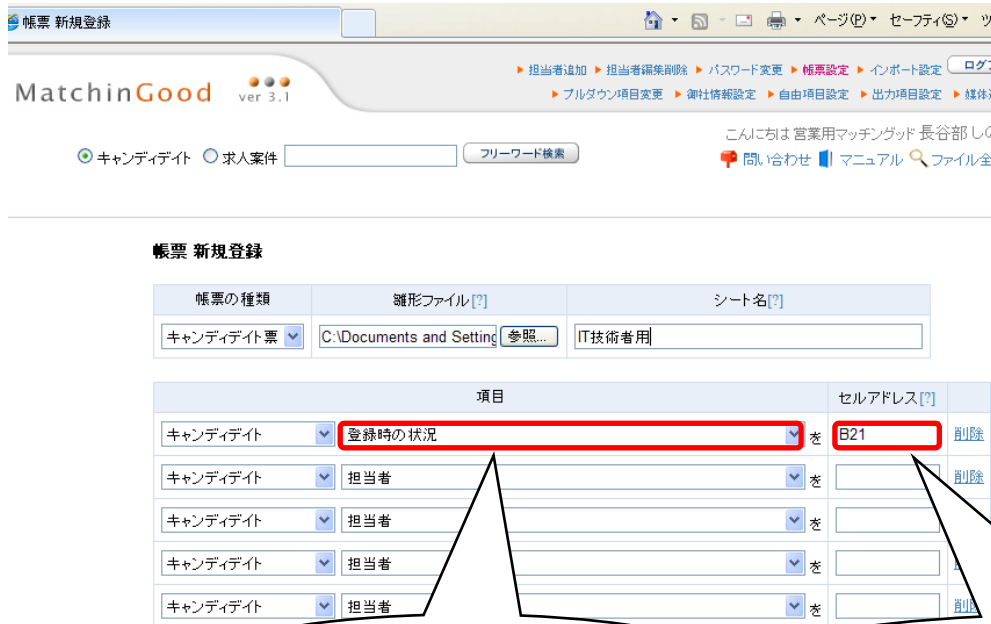 帳票 新規登録
ページ(P) セーフティ(S)
MatchinGood ver 3.1
担当者追加 担当者編集削除 パスワード変更 帳票設定 インポート設定
プルダウン項目変更 御社情報設定 自由項目設定 出力項目設定
こんにちは 営業用マッチングッド 長谷部 し
キャンディデイト 求人案件 フリーワード検索
問い合わせ マニュアル ファイル全
帳票 新規登録
帳票の種類 雛形ファイル[?] シート名[?]
キャンディデイト票 C:\Documents and Setting 参照... IT技術者用
項目 セルアドレス[?]
キャンディデイト 登録時の状況 を B21 削除
キャンディデイト 担当者 を 削除
キャンディデイト 担当者 を
キャンディデイト 担当者 を
キャンディデイト 担当者 を